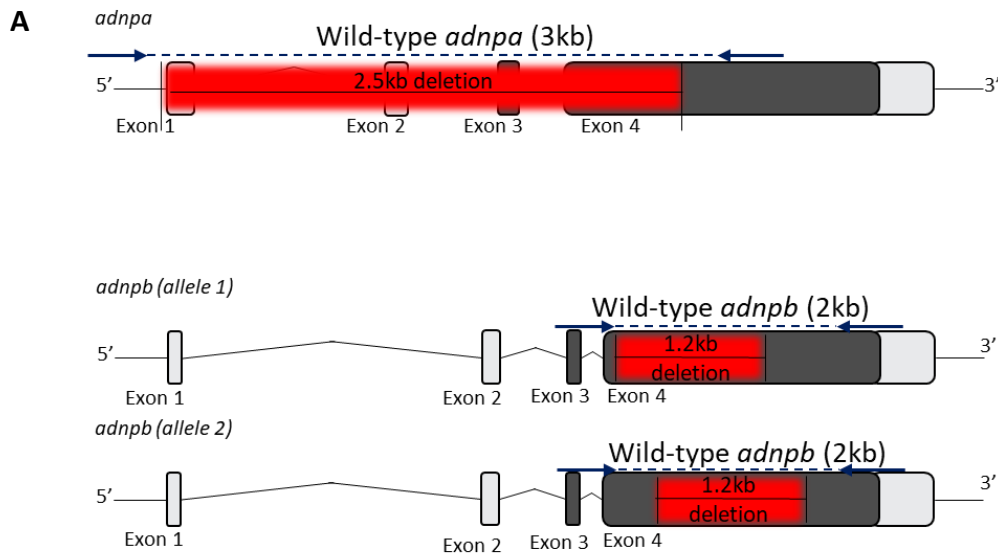 A
adnpa
Wild-type adnpa (3kb)
5’ 2.5kb deletion 3’
Exon 1 Exon 2 Exon 3 Exon 4
adnpb (allele 1)
Wild-type adnpb (2kb)
5’ 1.2kb 3’
deletion
Exon 1 Exon 2 Exon 3 Exon 4
adnpb (allele 2)
Wild-type adnpb (2kb)
5’ 1.2kb 3’
deletion
Exon 1 Exon 2 Exon 3 Exon 4